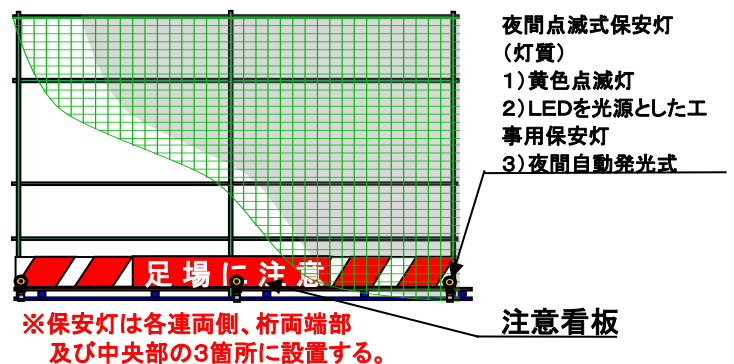 夜間点滅式保安灯
(灯質)
1)黄色点滅灯
2)LEDを光源とした工
事用保安灯
3)夜間自動発光式
足場に注意
注意看板
※保安灯は各連両側、桁両端部
及び中央部の3箇所に設置する。